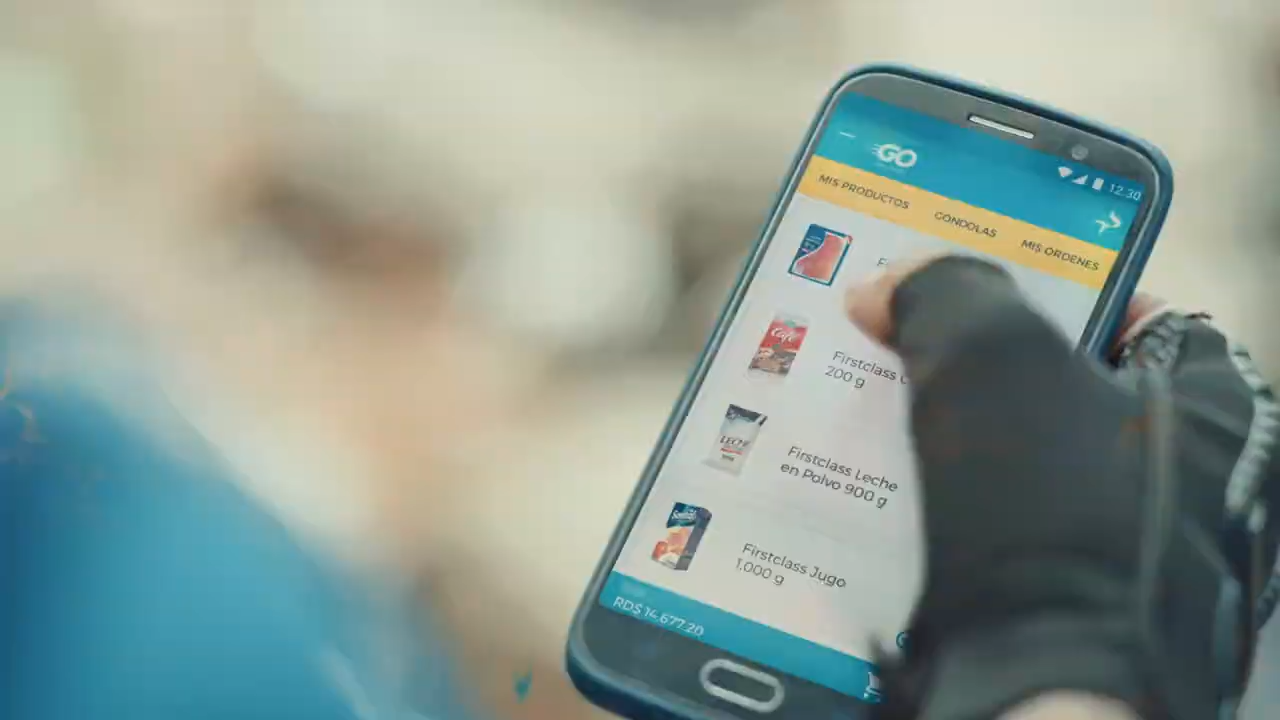 GO
12.30
MIS PRODUCTOS GONDOLAS MIS ORDENES
F
Café
Firstclass C
200 g
LECHE
Firstclass Leche
en Polvo 900 g
Firstclass Jugo
1.000 g
RD$ 14,677.20